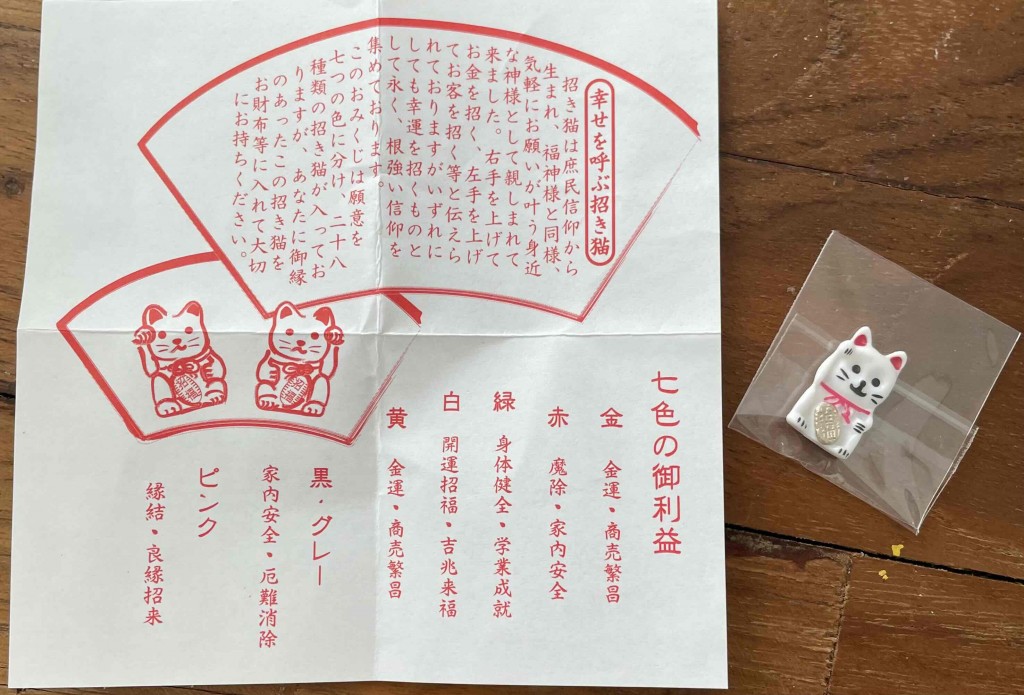 幸せを呼ぶ招き猫
招き猫は庶民信仰から
生まれ、福神様と同様、
気軽にお願いが叶う身近
な神様として親しまれて
来ました。右手を上げて
お金を招く、左手を上げ
てお客を招く等と伝えら
れておりますがいずれに
しても幸運を招くものと
して永く、根強い信仰を
集めております。
このおみくじは願意を
七つの色に分け、二十八
種類の招き猫が入ってお
りますが、あなたに御縁
のあったこの招き猫を
お財布等に入れて大切
にお持ちください。
七色の御利益
金 金運・商売繁昌
赤 魔除・家内安全
緑 身体健全・学業成就
白 開運招福・吉兆来福
黄 金運・商売繁昌
黒・グレー
家内安全・厄難消除
ピンク
縁結・良縁招来